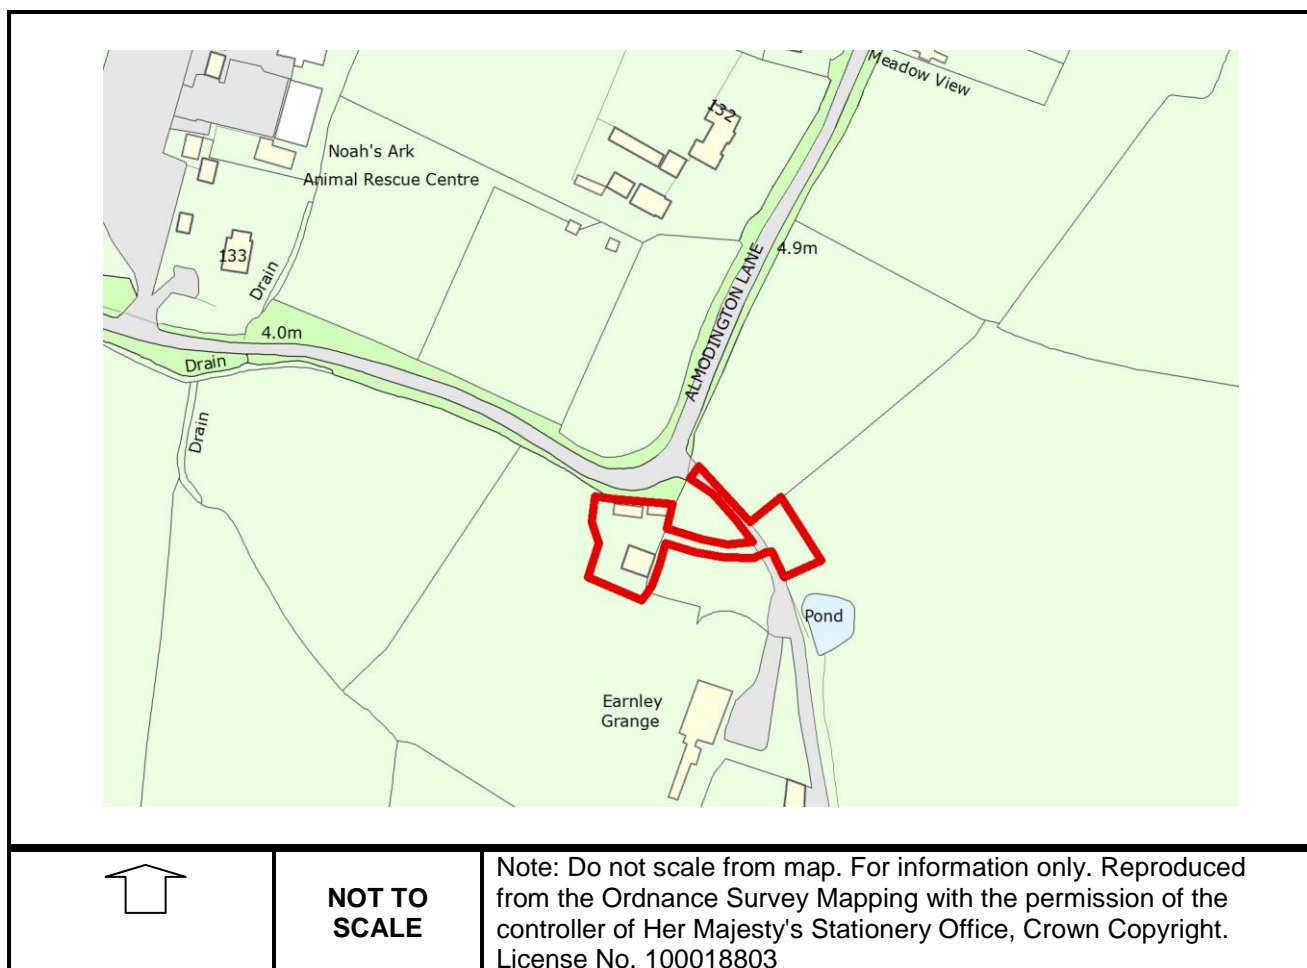 Meadow View
132
Noah's Ark
Animal Rescue Centre
133
Drain
4.9m
ALMODINGTON LANE
4.0m
Drain
Drain
Pond
Earnley
Grange
NOT TO
SCALE
Note: Do not scale from map. For information only. Reproduced
from the Ordnance Survey Mapping with the permission of the
controller of Her Majesty's Stationery Office, Crown Copyright.
License No. 100018803